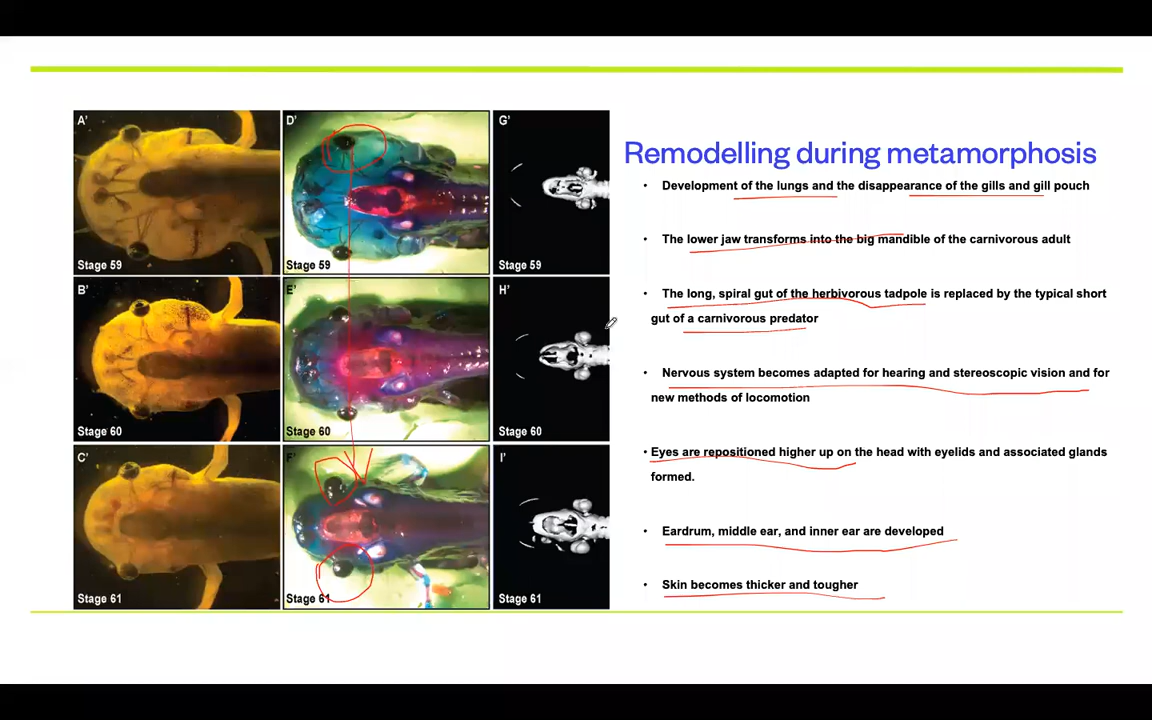 A’
Stage 59
D’
Stage 59
G’
Stage 59
B’
Stage 60
E’
Stage 60
H’
Stage 60
C’
Stage 61
F’
Stage 61
I’
Stage 61
Remodelling during metamorphosis
• Development of the lungs and the disappearance of the gills and gill pouch
• The lower jaw transforms into the big mandible of the carnivorous adult
• The long, spiral gut of the herbivorous tadpole is replaced by the typical short
gut of a carnivorous predator
• Nervous system becomes adapted for hearing and stereoscopic vision and for
new methods of locomotion
• Eyes are repositioned higher up on the head with eyelids and associated glands
formed.
• Eardrum, middle ear, and inner ear are developed
• Skin becomes thicker and tougher